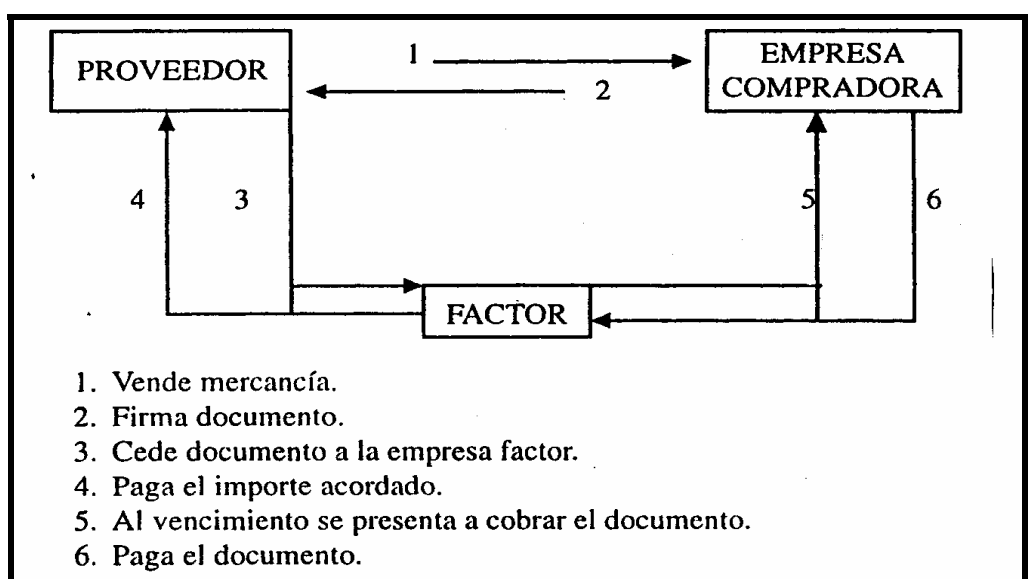 PROVEEDOR
1
2
EMPRESA
COMPRADORA
4
3
5
6
FACTOR
1. Vende mercancía.
2. Firma documento.
3. Cede documento a la empresa factor.
4. Paga el importe acordado.
5. Al vencimiento se presenta a cobrar el documento.
6. Paga el documento.